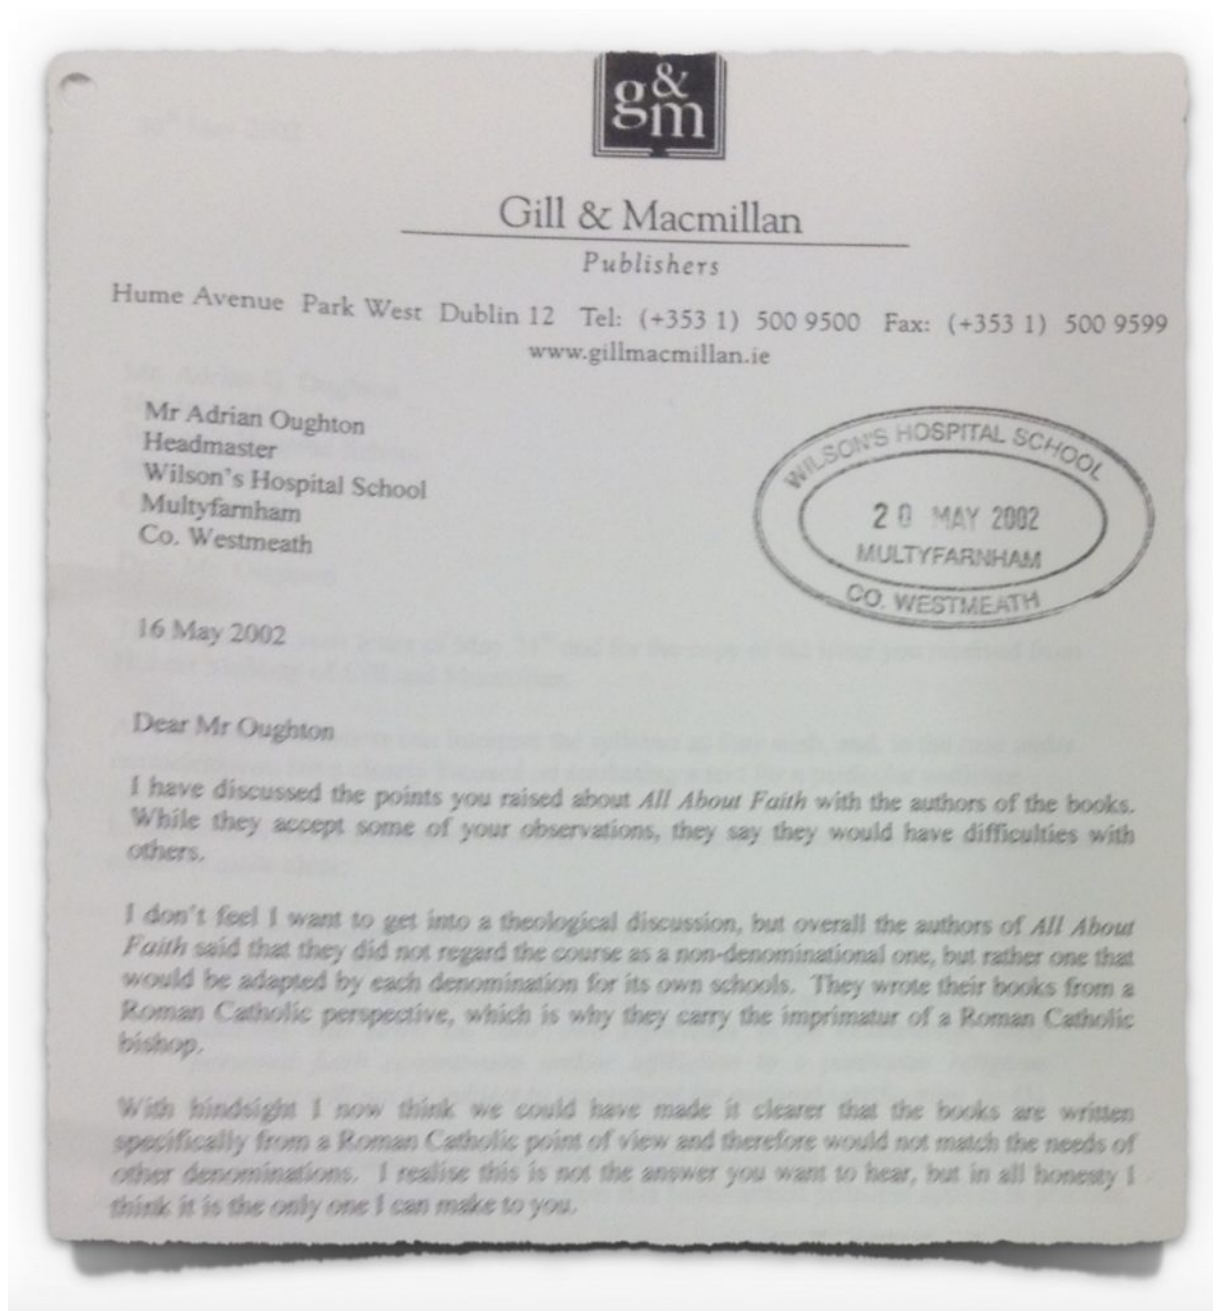 g&m
Gill & Macmillan
Publishers
Hume Avenue Park West Dublin 12 Tel: (+353 1) 500 9500 Fax: (+353 1) 500 9599
www.gillmacmillan.ie
Mr Adrian Oughton
Headmaster
Wilson's Hospital School
Multyfarnham
Co. Westmeath
WILSON'S HOSPITAL SCHOOL
20 MAY 2002
MULTYFARNHAM
CO. WESTMEATH
16 May 2002
Dear Mr Oughton
I have discussed the points you raised about All About Faith with the authors of the books.
While they accept some of your observations, they say they would have difficulties with
others.
I don't feel I want to get into a theological discussion, but overall the authors of All About
Faith said that they did not regard the course as a non-denominational one, but rather one that
would be adapted by each denomination for its own schools. They wrote their books from a
Roman Catholic perspective, which is why they carry the imprimatur of a Roman Catholic
bishop.
With hindsight I now think we could have made it clearer that the books are written
specifically from a Roman Catholic point of view and therefore would not match the needs of
other denominations. I realise this is not the answer you want to hear, but in all honesty I
think it is the only one I can make to you.